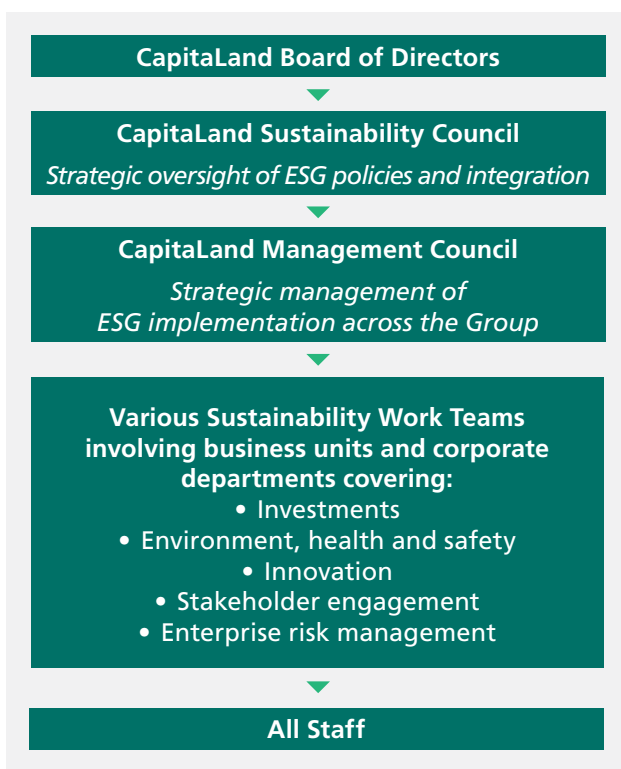 CapitaLand Board of Directors
CapitaLand Sustainability Council
Strategic oversight of ESG policies and integration
CapitaLand Management Council
Strategic management of
ESG implementation across the Group
Various Sustainability Work Teams
involving business units and corporate
departments covering:
• Investments
• Environment, health and safety
• Innovation
• Stakeholder engagement
• Enterprise risk management
All Staff